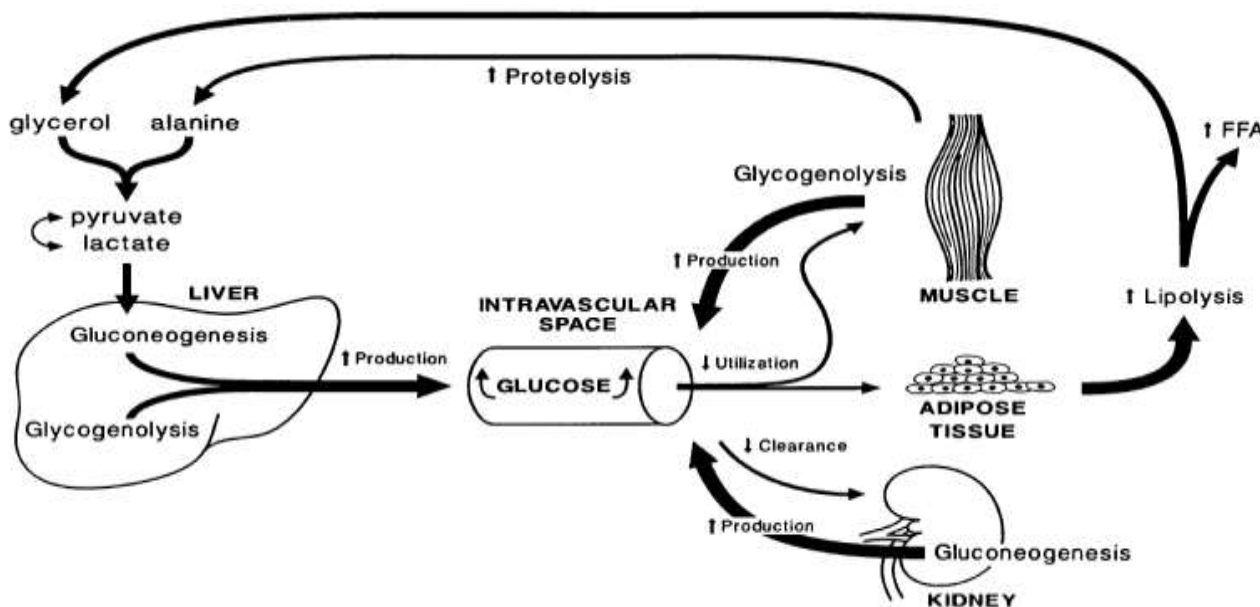 ↑ Proteolysis
glycerol
alanine
↑ FFA
Glycogenolysis
pyruvate
lactate
↑ Production
MUSCLE
↑ Lipolysis
LIVER
INTRAVASCULAR
SPACE
Gluconeogenesis
↑ Production
↓ Utilization
↑ GLUCOSE ↑
Glycogenolysis
ADIPOSE
TISSUE
↓ Clearance
↑ Production
Gluconeogenesis
KIDNEY